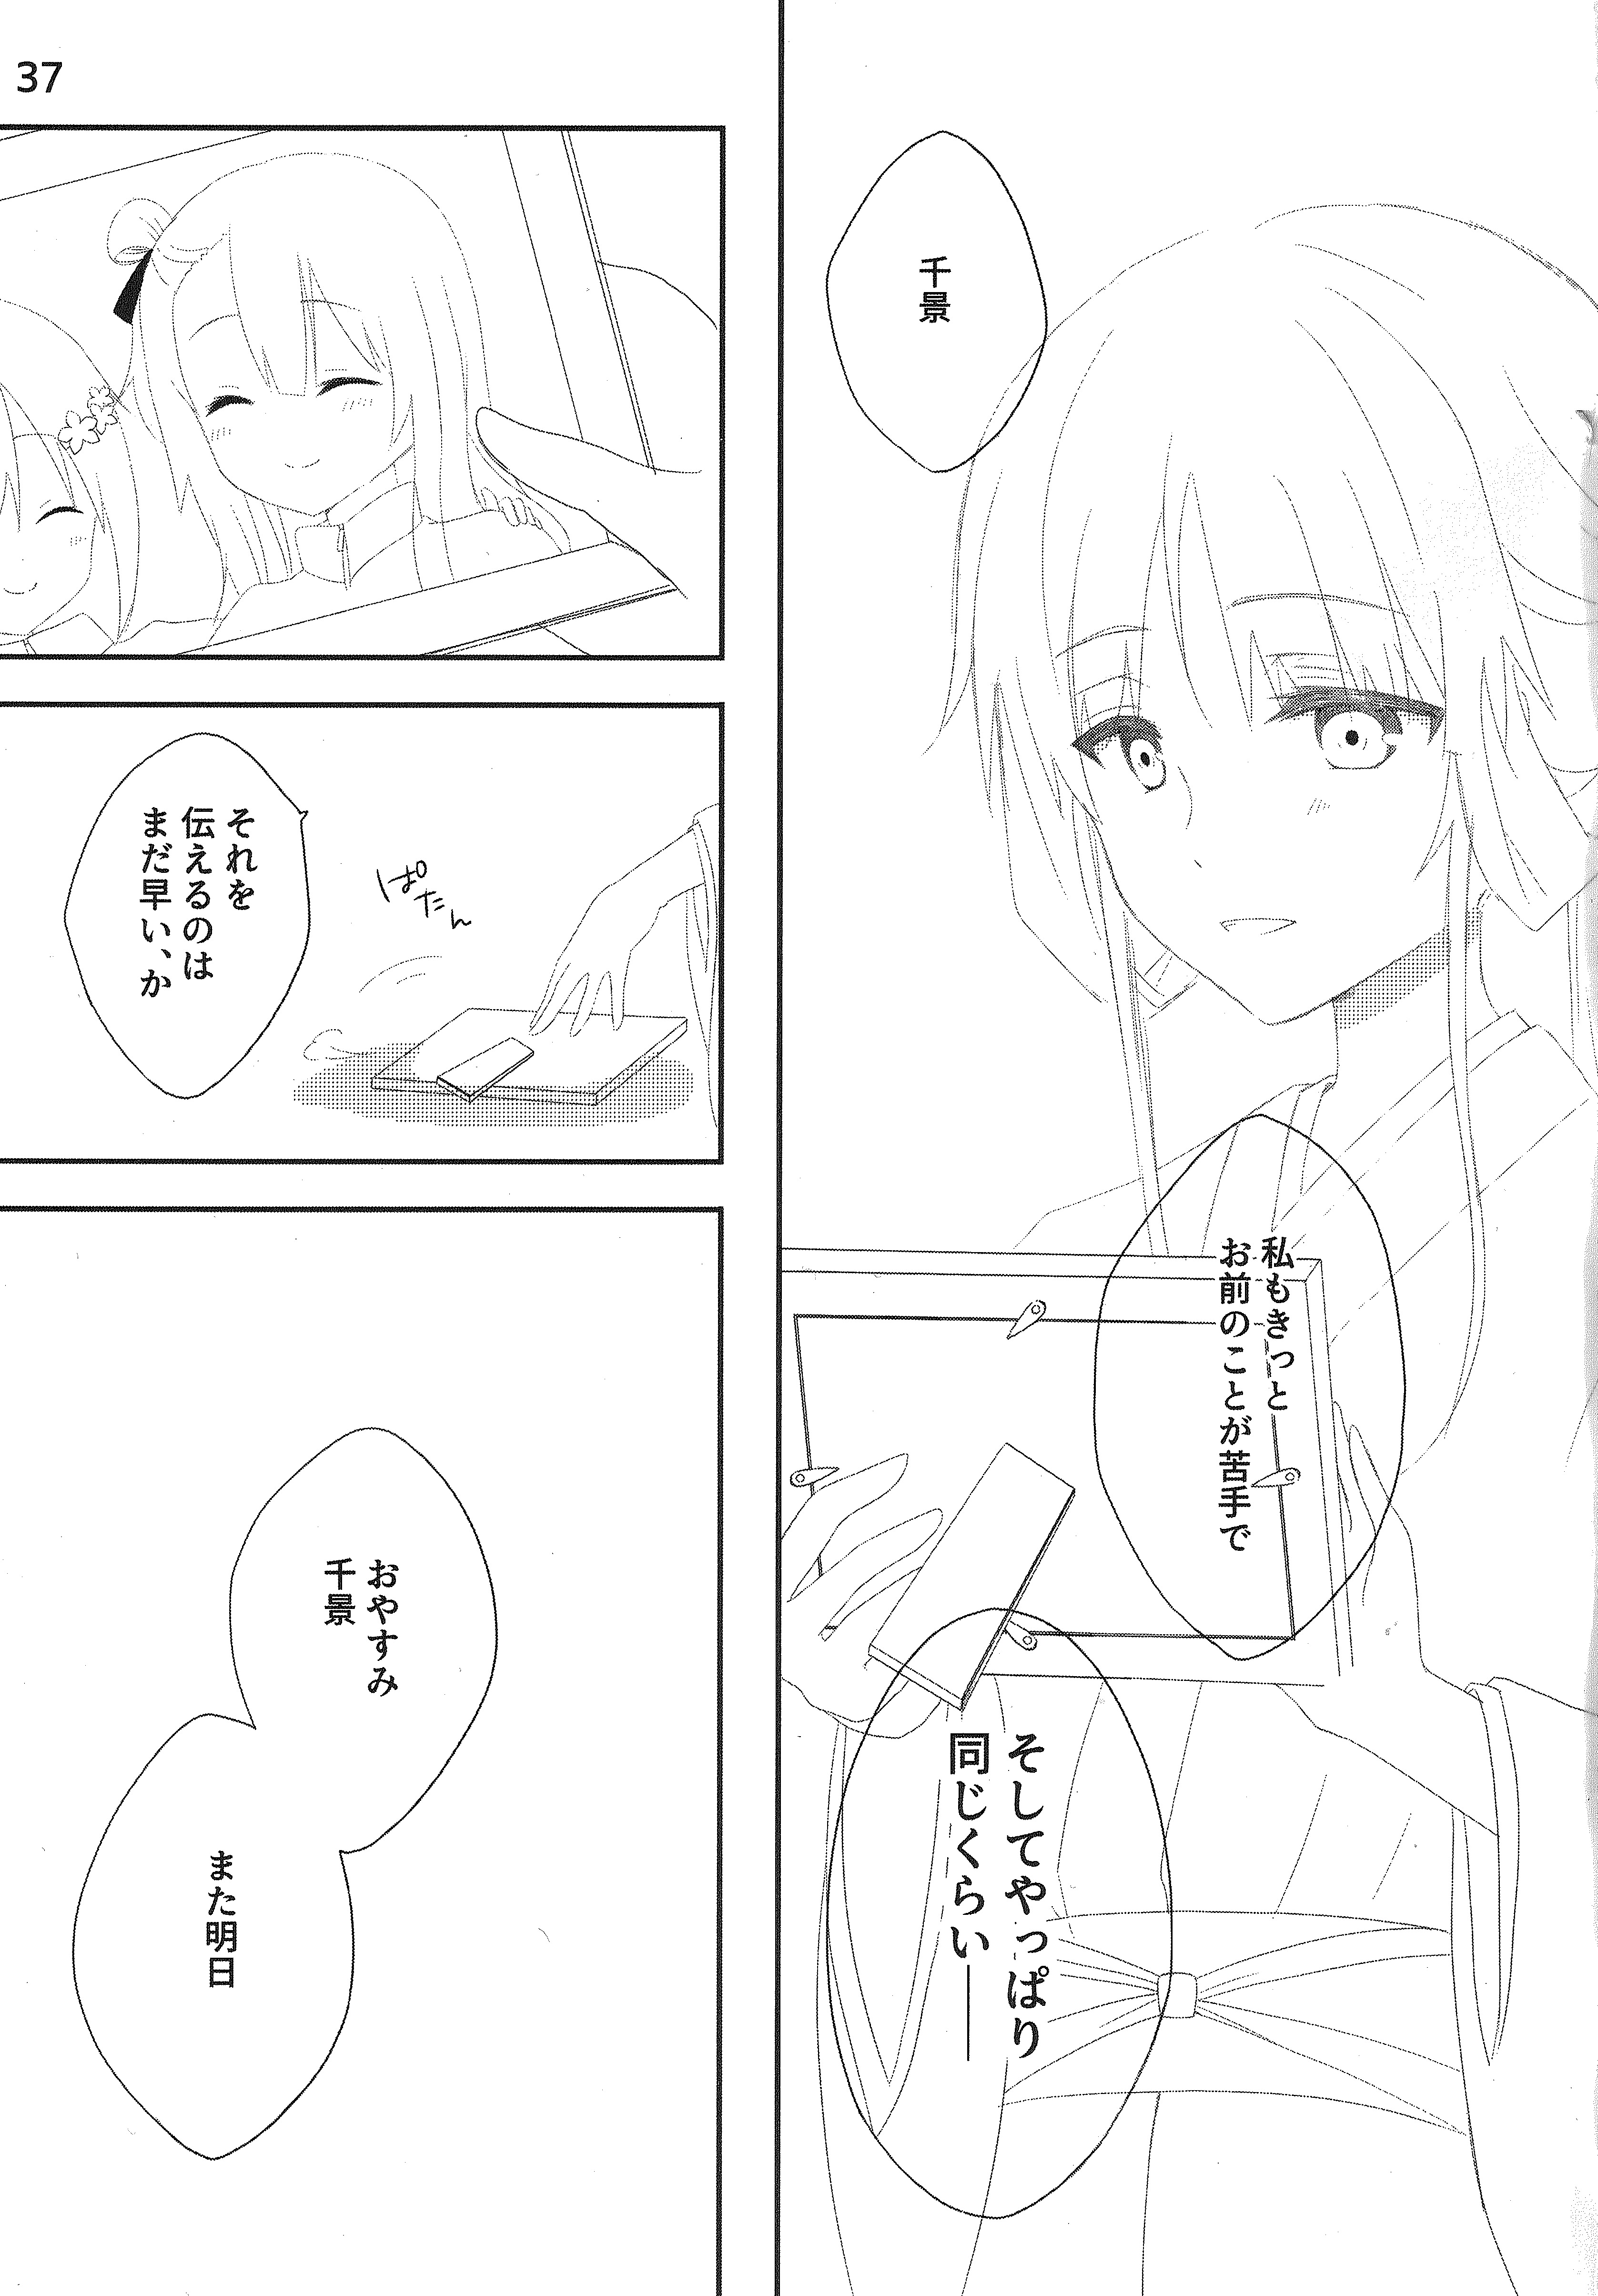 37
千景
私もきっと
お前のことが苦手で
そしてやっぱり
同じくらい──
それを
伝えるのは
まだ早い、か
ぱたん
おやすみ
千景
また明日